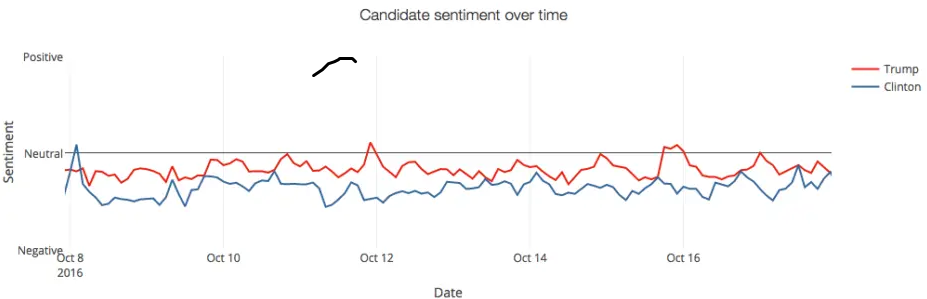 Candidate sentiment over time
Positive
Trump
Clinton
Neutral
Sentiment
Negative
Oct 8
2016
Oct 10
Oct 12
Oct 14
Oct 16
Date